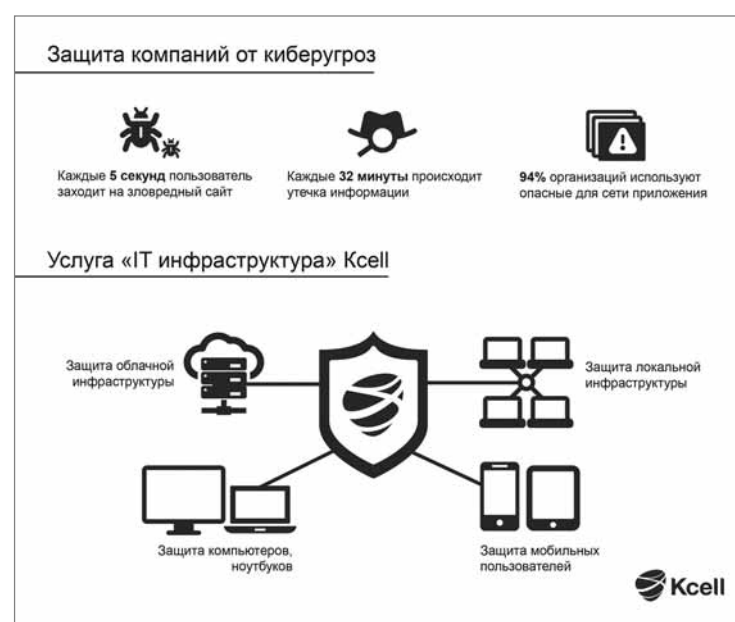 Защита компаний от киберугроз
Каждые 5 секунд пользователь
заходит на зловредный сайт
Каждые 32 минуты происходит
утечка информации
94% организаций используют
опасные для сети приложения
Услуга «IT инфраструктура» Kcell
Защита облачной
инфраструктуры
Защита локальной
инфраструктуры
Защита компьютеров,
ноутбуков
Защита мобильных
пользователей
Kcell